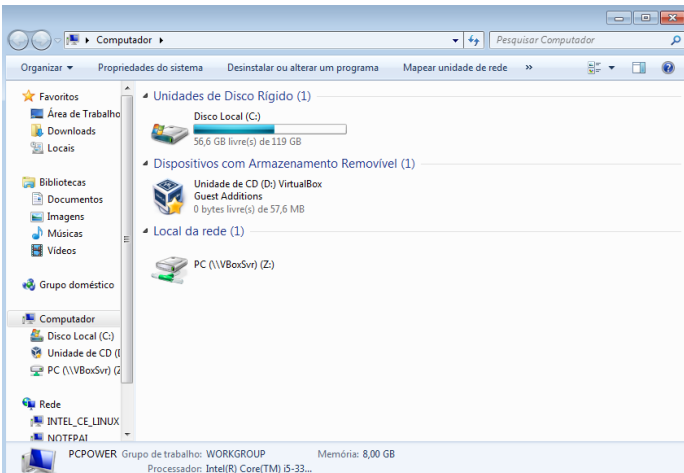 Computador
Pesquisar Computador
Organizar
Propriedades do sistema
Desinstalar ou alterar um programa
Mapear unidade de rede
»
Favoritos
Área de Trabalho
Downloads
Locais
Bibliotecas
Documentos
Imagens
Músicas
Vídeos
Grupo doméstico
Computador
Disco Local (C:)
Unidade de CD (D
PC (\\VBoxSvr) (Z
Rede
INTEL_CE_LINUX
NOTEPAI
Unidades de Disco Rígido (1)
Disco Local (C:)
56,6 GB livre(s) de 119 GB
Dispositivos com Armazenamento Removível (1)
Unidade de CD (D:) VirtualBox
Guest Additions
0 bytes livre(s) de 57,6 MB
Local da rede (1)
PC (\\VBoxSvr) (Z:)
PCPOWER Grupo de trabalho: WORKGROUP Memória: 8,00 GB
Processador: Intel(R) Core(TM) i5-33...